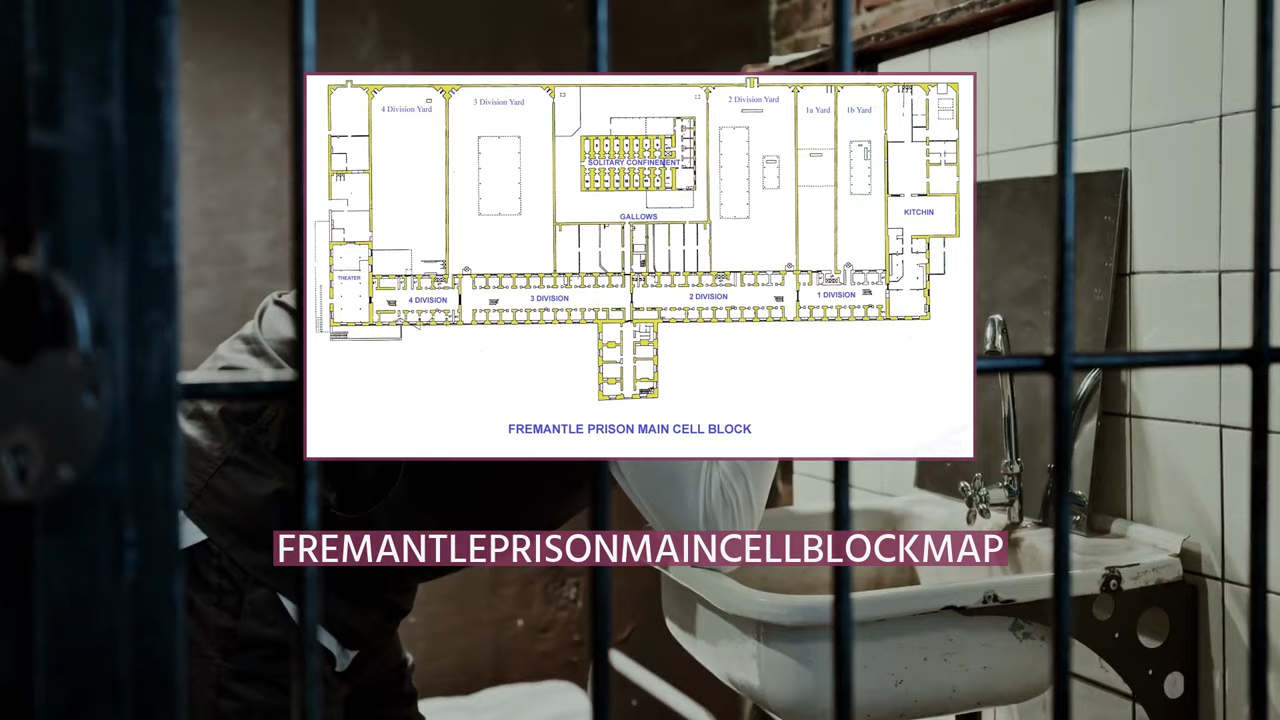 4 Division Yard
3 Division Yard
2 Division Yard
1a Yard
1b Yard
SOLITARY CONFINEMENT
GALLOWS
KITCHIN
THEATER
4 DIVISION
3 DIVISION
2 DIVISION
1 DIVISION
FREMANTLE PRISON MAIN CELL BLOCK
FREMANTLEPRISONMAINCELLBLOCKMAP